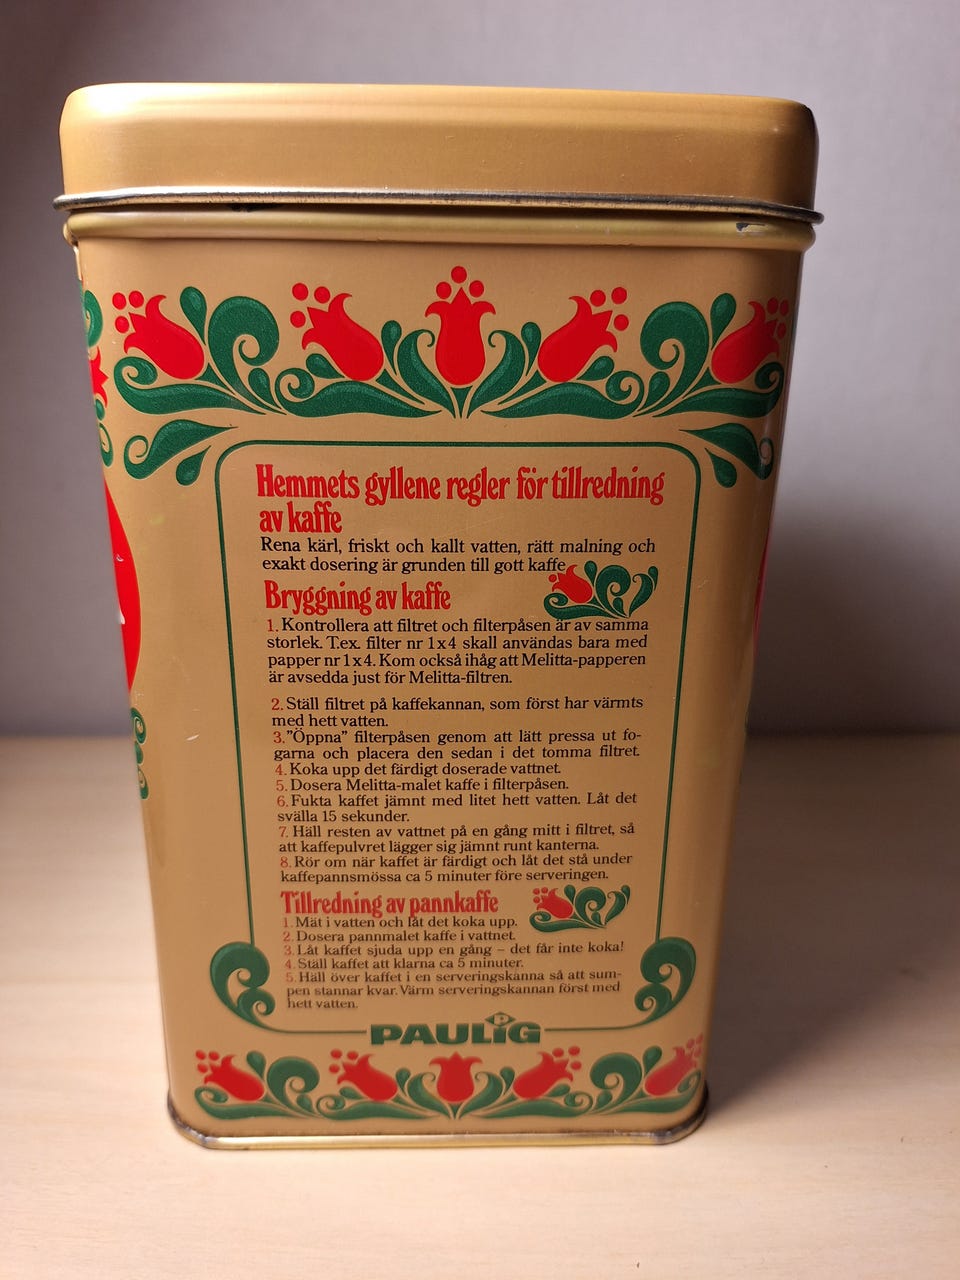 Hemmets gyllene regler för tillredning
av kaffe
Rena kärl, friskt och kallt vatten, rätt malning och
exakt dosering är grunden till gott kaffe.
Bryggning av kaffe
1. Kontrollera att filtret och filterpåsen är av samma
storlek. T.ex. filter nr 1x4 skall användas bara med
papper nr 1x4. Kom också ihåg att Melitta-papperen
är avsedda just för Melitta-filtren.
2. Ställ filtret på kaffekannan, som först har värmts
med hett vatten.
3. "Öppna" filterpåsen genom att lätt pressa ut fo-
garna och placera den sedan i det tomma filtret.
4. Koka upp det färdigt doserade vattnet.
5. Dosera Melitta-malet kaffe i filterpåsen.
6. Fukta kaffet jämnt med litet hett vatten. Låt det
svälla 15 sekunder.
7. Häll resten av vattnet på en gång mitt i filtret, så
att kaffepulvret lägger sig jämnt runt kanterna.
8. Rör om när kaffet är färdigt och låt det stå under
kaffepannsmössa ca 5 minuter före serveringen.
Tillredning av pannkaffe
1. Mät i vatten och låt det koka upp.
2. Dosera pannmalet kaffe i vattnet.
3. Låt kaffet sjuda upp en gång – det får inte koka!
4. Ställ kaffet att klarna ca 5 minuter.
5. Häll över kaffet i en serveringskanna så att sum-
pen stannar kvar. Värm serveringskannan först med
hett vatten.
PAULIG